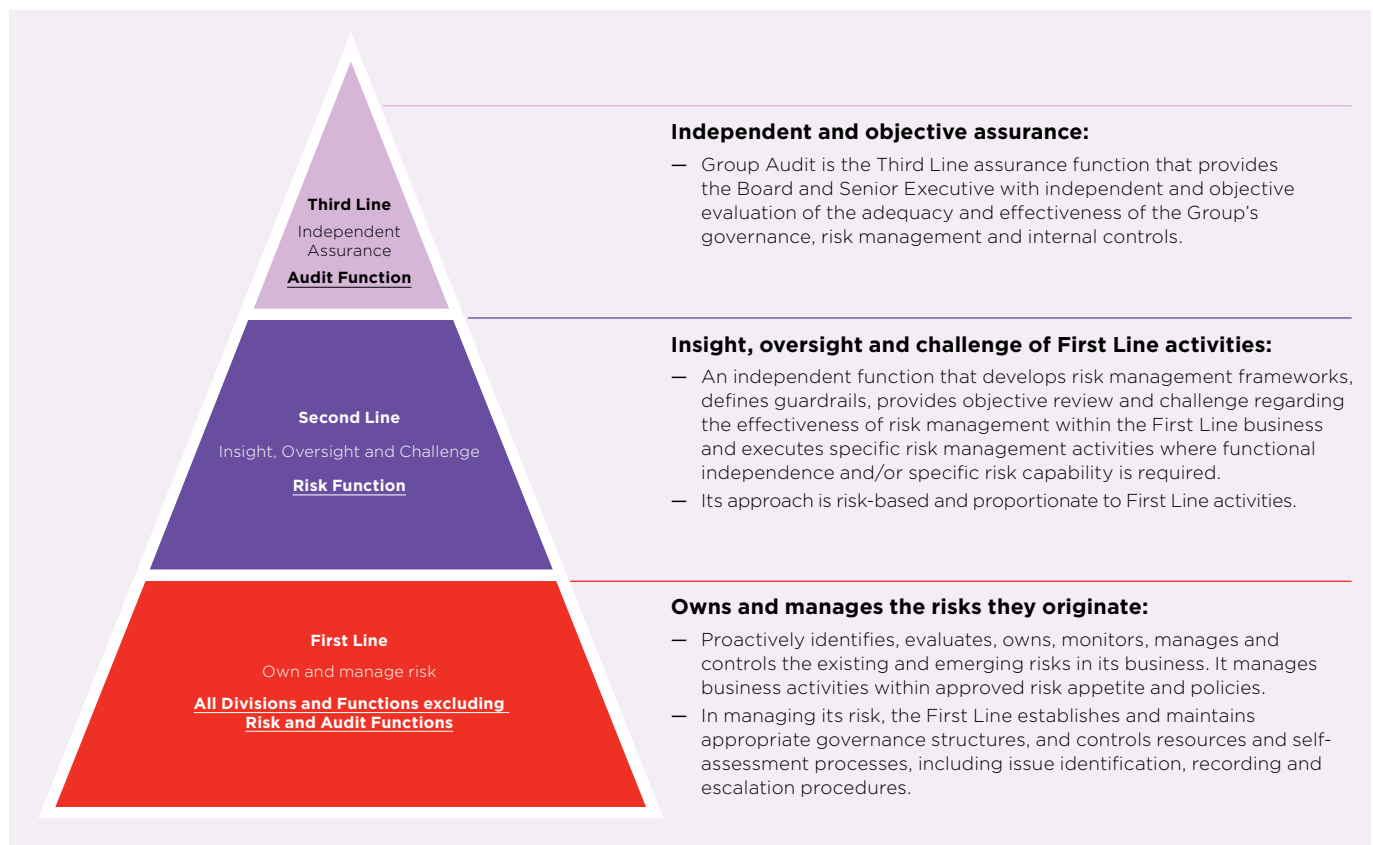 Third Line
Independent
Assurance
Audit Function
Independent and objective assurance:
— Group Audit is the Third Line assurance function that provides
the Board and Senior Executive with independent and objective
evaluation of the adequacy and effectiveness of the Group’s
governance, risk management and internal controls.
Second Line
Insight, Oversight and Challenge
Risk Function
Insight, oversight and challenge of First Line activities:
— An independent function that develops risk management frameworks,
defines guardrails, provides objective review and challenge regarding
the effectiveness of risk management within the First Line business
and executes specific risk management activities where functional
independence and/or specific risk capability is required.
— Its approach is risk-based and proportionate to First Line activities.
First Line
Own and manage risk
All Divisions and Functions excluding
Risk and Audit Functions
Owns and manages the risks they originate:
— Proactively identifies, evaluates, owns, monitors, manages and
controls the existing and emerging risks in its business. It manages
business activities within approved risk appetite and policies.
— In managing its risk, the First Line establishes and maintains
appropriate governance structures, and controls resources and self-
assessment processes, including issue identification, recording and
escalation procedures.